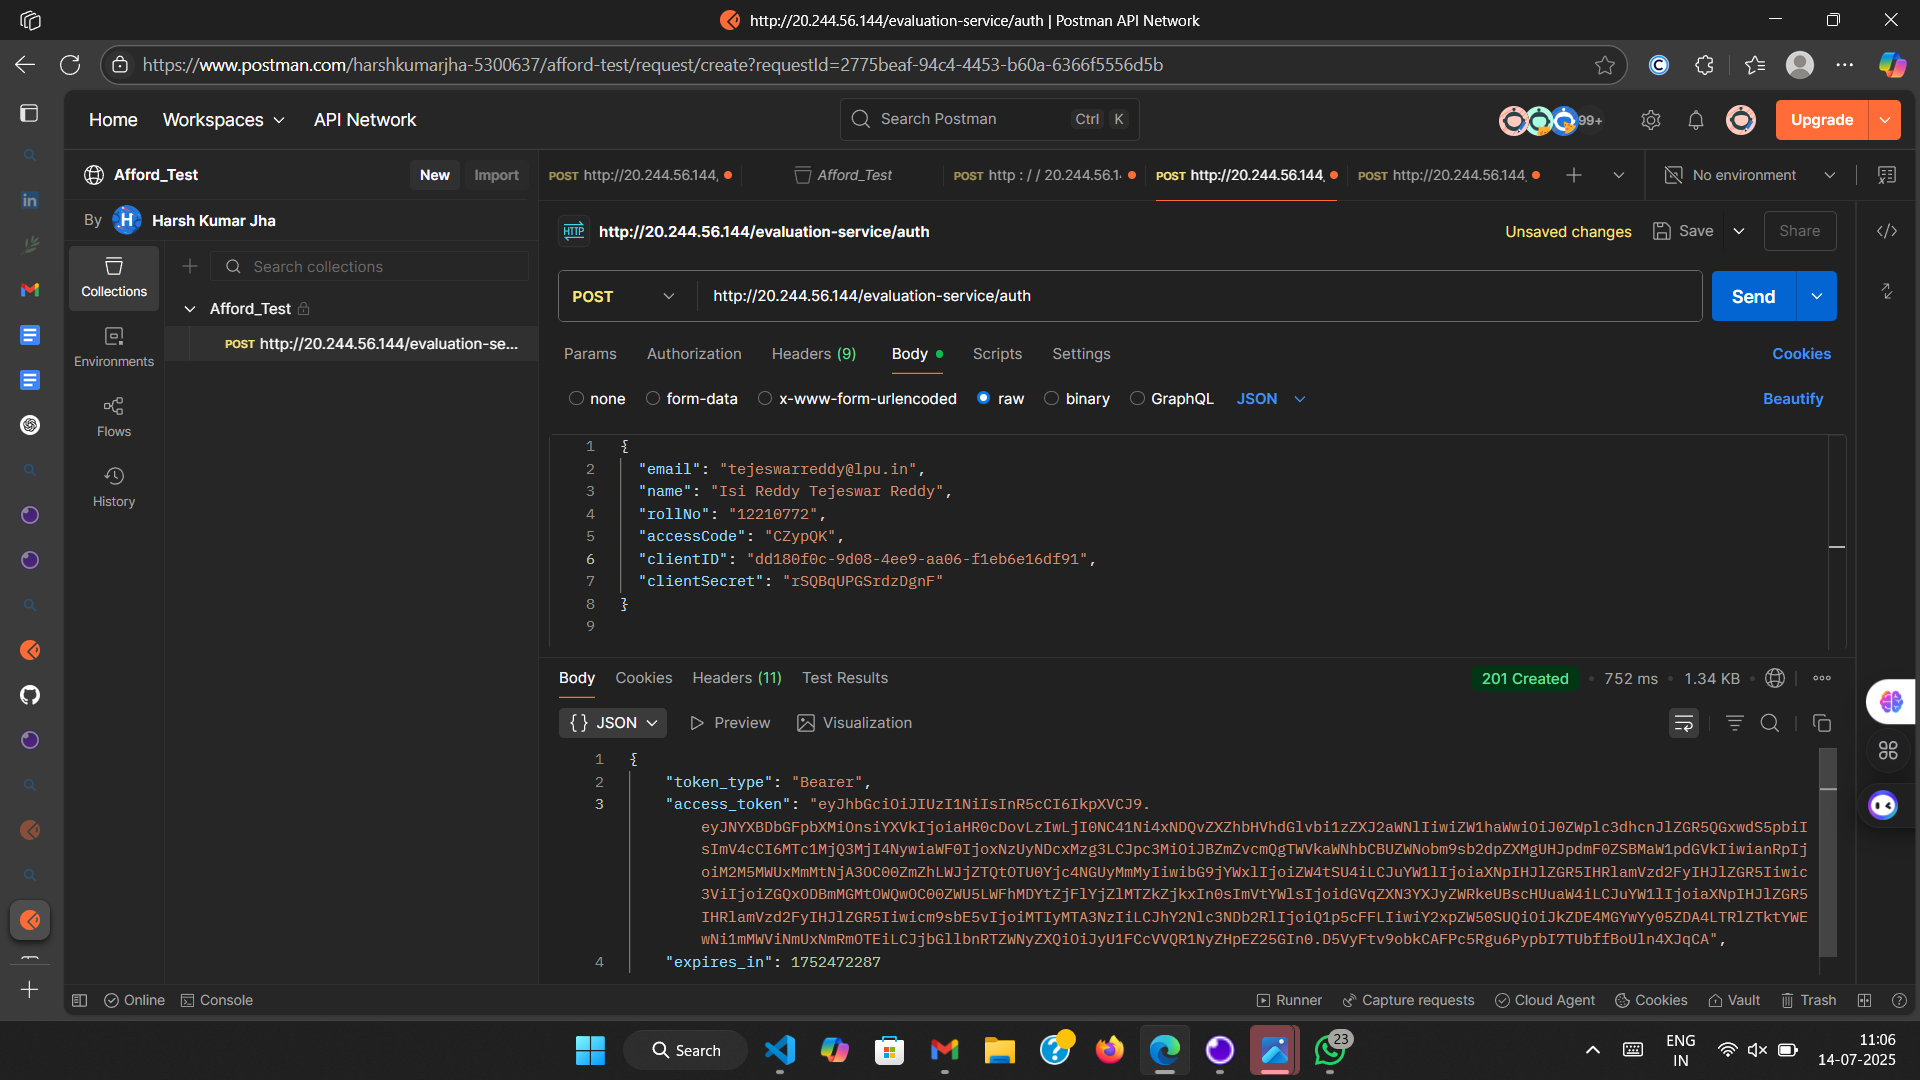 http://20.244.56.144/evaluation-service/auth | Postman API Network
https://www.postman.com/harshkumarjha-5300637/afford-test/request/create?requestId=2775beaf-94c4-4453-b60a-6366f5556d5b
Home Workspaces API Network Search Postman Ctrl K 99+ Upgrade
Afford_Test New Import
POST http://20.244.56.144, Afford_Test POST http : / / 20.244.56.1 POST http://20.244.56.144, POST http://20.244.56.144, No environment
By H Harsh Kumar Jha
http://20.244.56.144/evaluation-service/auth Unsaved changes Save Share
Collections
Search collections
Afford_Test
POST http://20.244.56.144/evaluation-se...
Environments
Flows
History
POST http://20.244.56.144/evaluation-service/auth Send
Params Authorization Headers (9) Body Scripts Settings Cookies
none form-data x-www-form-urlencoded raw binary GraphQL JSON Beautify
1 {
2 "email": "tejeswarreddy@lpu.in",
3 "name": "Isi Reddy Tejeswar Reddy",
4 "rollNo": "12210772",
5 "accessCode": "CZypQK",
6 "clientID": "dd180f0c-9d08-4ee9-aa06-f1eb6e16df91",
7 "clientSecret": "rSQBqUPGSrdzDgnF"
8 }
9
Body Cookies Headers (11) Test Results 201 Created 752 ms 1.34 KB
{} JSON Preview Visualization
1 {
2 "token_type": "Bearer",
3 "access_token": "eyJhbGciOiJIUzI1NiIsInR5cCI6IkpXVCJ9.
eyJNYXBDbGFpbXMiOnsiYXVkIjoiaHR0cDovLzIwLjI0NC41Ni4xNDQvZXZhbHVhdGlvbi1zZXJ2aWNlIiwiZW1haWwiOiJ0ZWplc3dhcnJlZGR5QGxwdS5pbiI
sImV4cCI6MTc1MjQ3MjI4NywiaWF0IjoxNzUyNDcxMzg3LCJpc3MiOiJBZmZvcmQgTWVkaWNhbCBUZWNobm9sb2dpZXMgUHJpdmF0ZSBMaW1pdGVkIiwianRpIj
oiM2M5MWUxMmMtNjA3OC00ZmZhLWJjZTQtOTU0Yjc4NGUyMmMyIiwibG9jYWxlIjoiZW4tSU4iLCJuYW1lIjoiaXNpIHJlZGR5IHRlamVzd2FyIHJlZGR5Iiwic
3ViIjoiZGQxODBmMGMtOWQwOC00ZWU5LWFhMDYtZjFlYjZlMTZkZjkxIn0sImVtYWlsIjoidGVqZXN3YXJyZWRkeUBscHUuaW4iLCJuYW1lIjoiaXNpIHJlZGR5
IHRlamVzd2FyIHJlZGR5Iiwicm9sbE5vIjoiMTIyMTA3NzIiLCJhY2Nlc3NDb2RlIjoiQ1p5cFFLIiwiY2xpZW50SUQiOiJkZDE4MGYwYy05ZDA4LTRlZTktYWE
wNi1mMWViNmUxNmRmOTEiLCJjbGllbnRTZWNyZXQiOiJyU1FCcVVQR1NyZHpEZ25GIn0.D5VyFtv9obkCAFPc5Rgu6PypbI7TUbffBoUln4XJqCA",
4 "expires_in": 1752472287
Online Console Runner Capture requests Cloud Agent Cookies Vault Trash
Search 23 ENG IN 11:06 14-07-2025